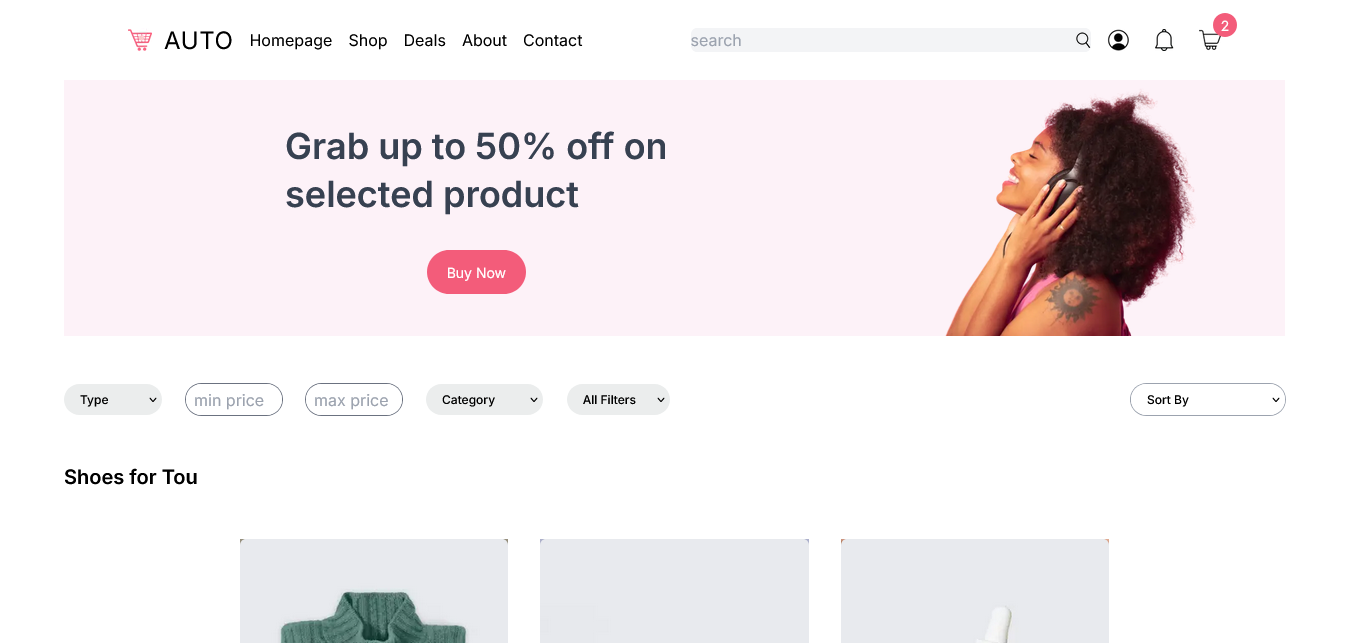 AUTO Homepage Shop Deals About Contact search 2
Grab up to 50% off on
selected product
Buy Now
Type min price max price Category All Filters Sort By
Shoes for Tou